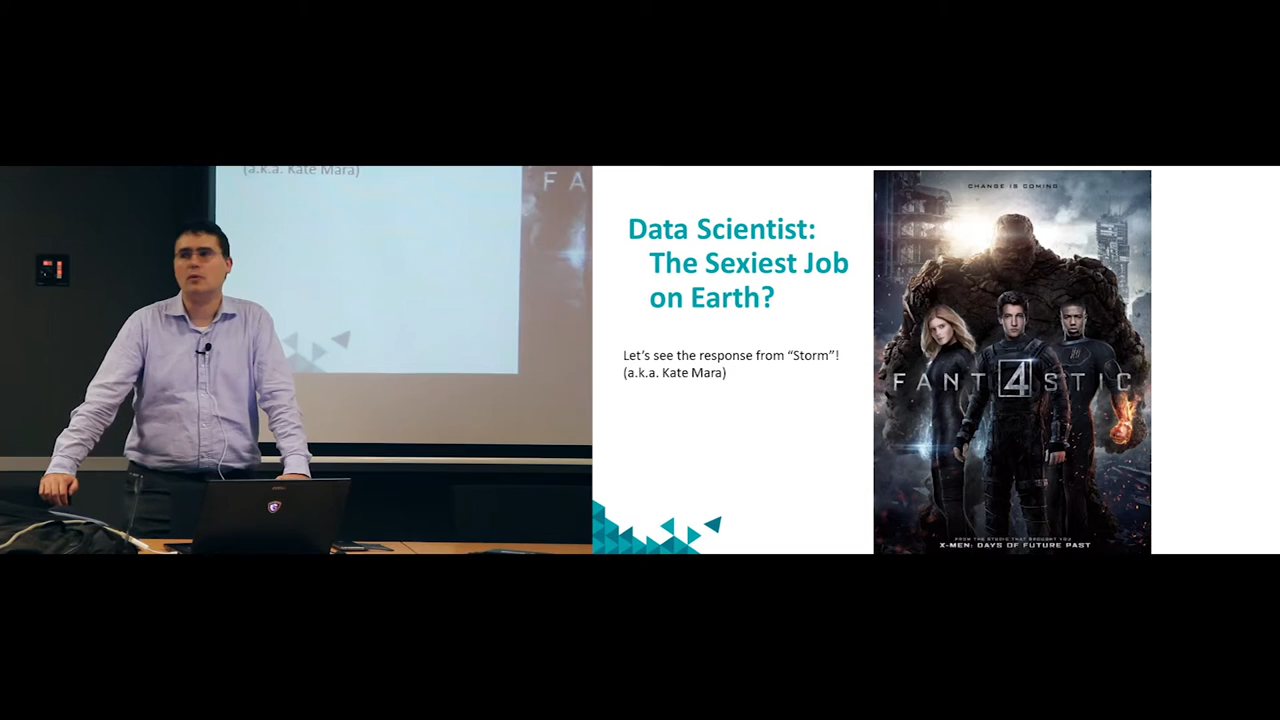 (a.k.a. Kate Mara)
F A
Data Scientist:
The Sexiest Job
on Earth?
Let's see the response from “Storm”!
(a.k.a. Kate Mara)
CHANGE IS COMING
FANT4STIC
FROM THE STUDIO THAT BROUGHT YOU
X-MEN: DAYS OF FUTURE PAST